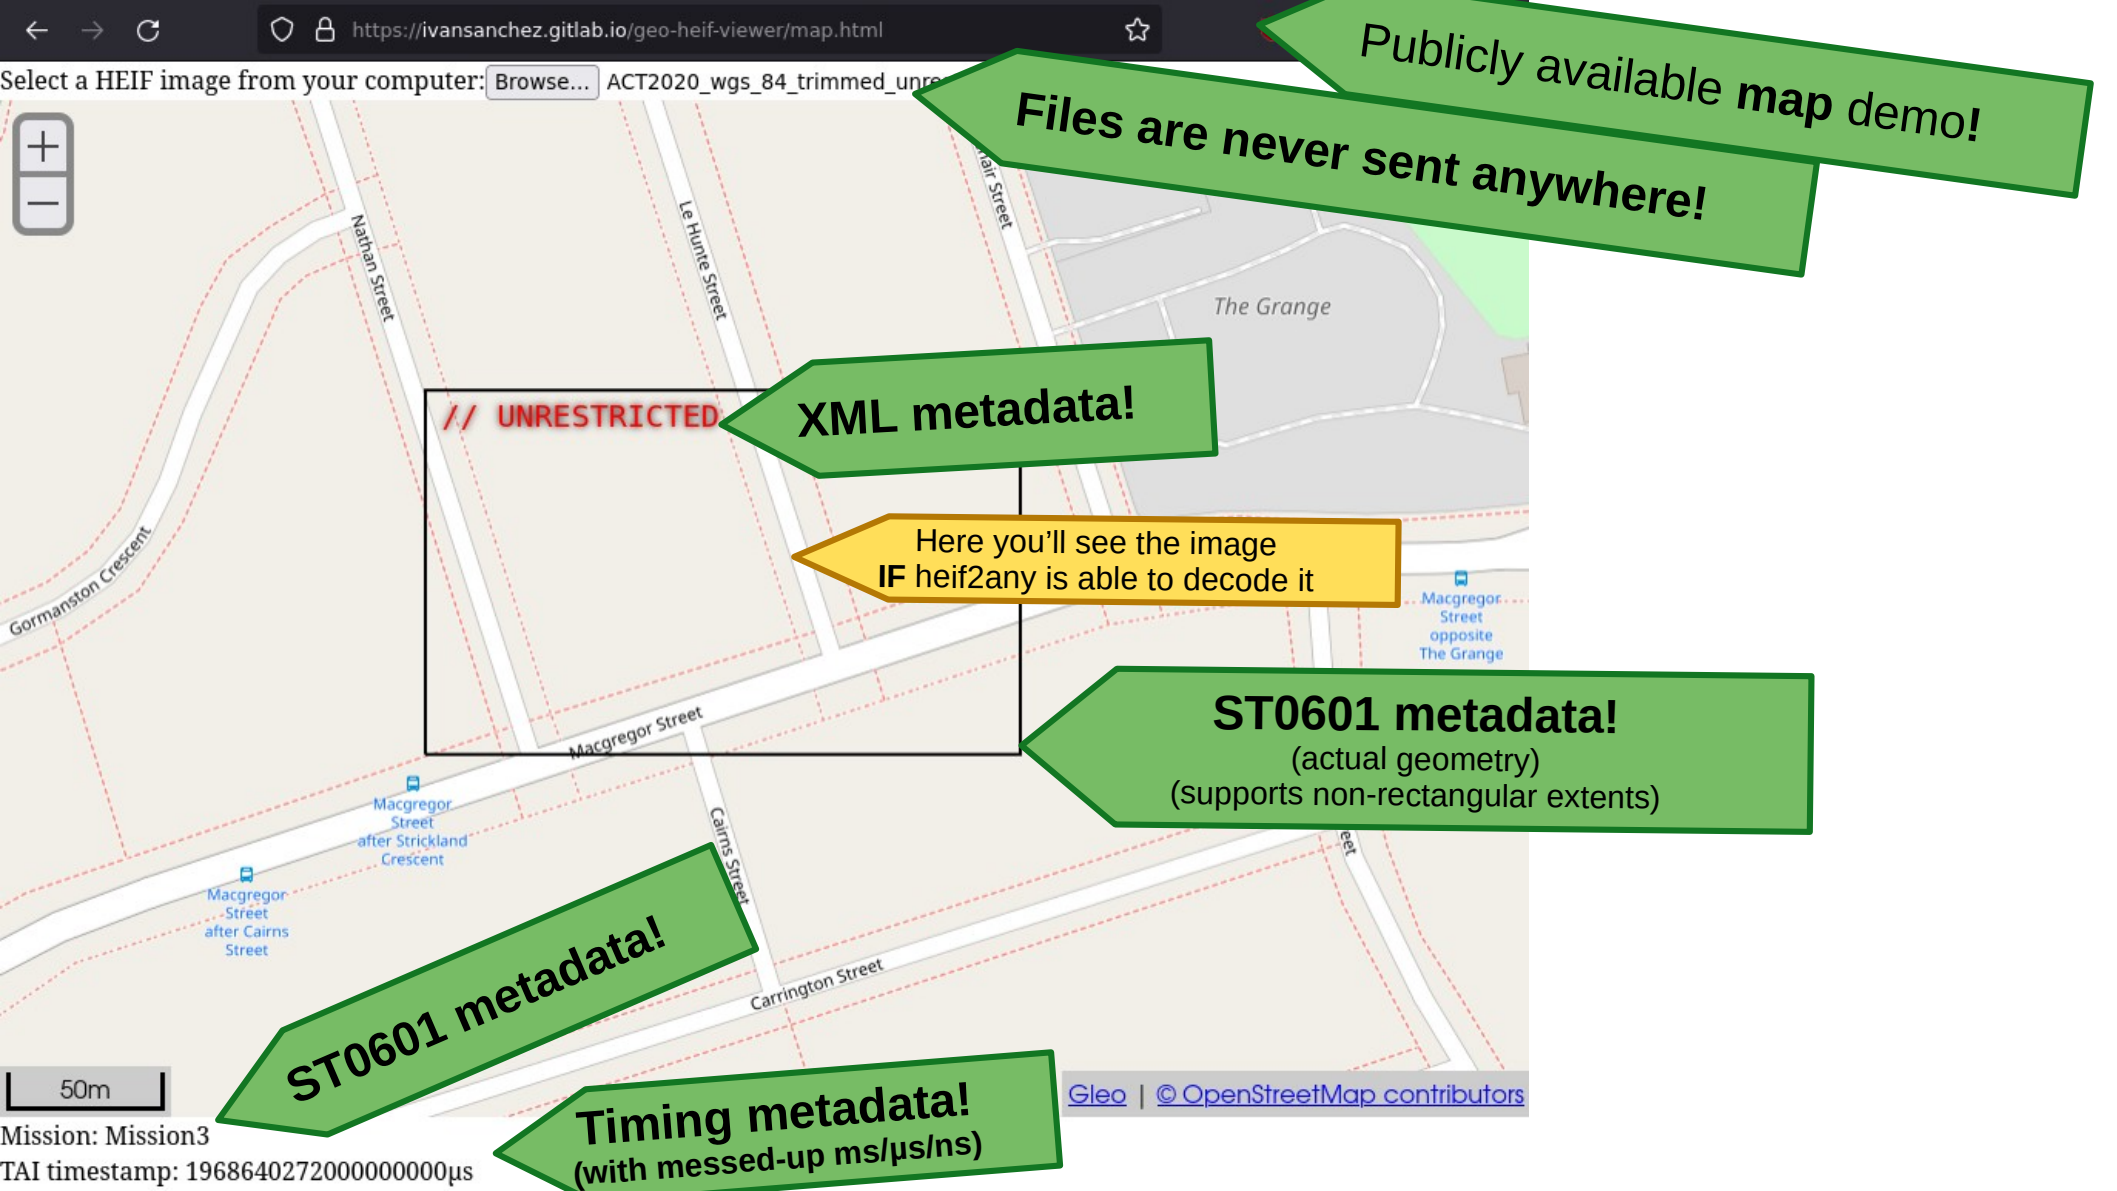 https://ivansanchez.gitlab.io/geo-heif-viewer/map.html
Publicly available map demo!
Select a HEIF image from your computer: Browse... ACT2020_wgs_84_trimmed_unre
Files are never sent anywhere!
+
−
Nathan Street
Le Hunte Street
Street
The Grange
// UNRESTRICTED
XML metadata!
Here you’ll see the image
IF heif2any is able to decode it
Gormanston Crescent
Macgregor
Street
opposite
The Grange
ST0601 metadata!
(actual geometry)
(supports non-rectangular extents)
Macgregor Street
Macgregor
Street
after Strickland
Crescent
Cairns Street
Macgregor
Street
after Cairns
Street
ST0601 metadata!
Carrington Street
50m
Timing metadata!
(with messed-up ms/µs/ns)
Gleo | © OpenStreetMap contributors
Mission: Mission3
TAI timestamp: 1968640272000000000µs